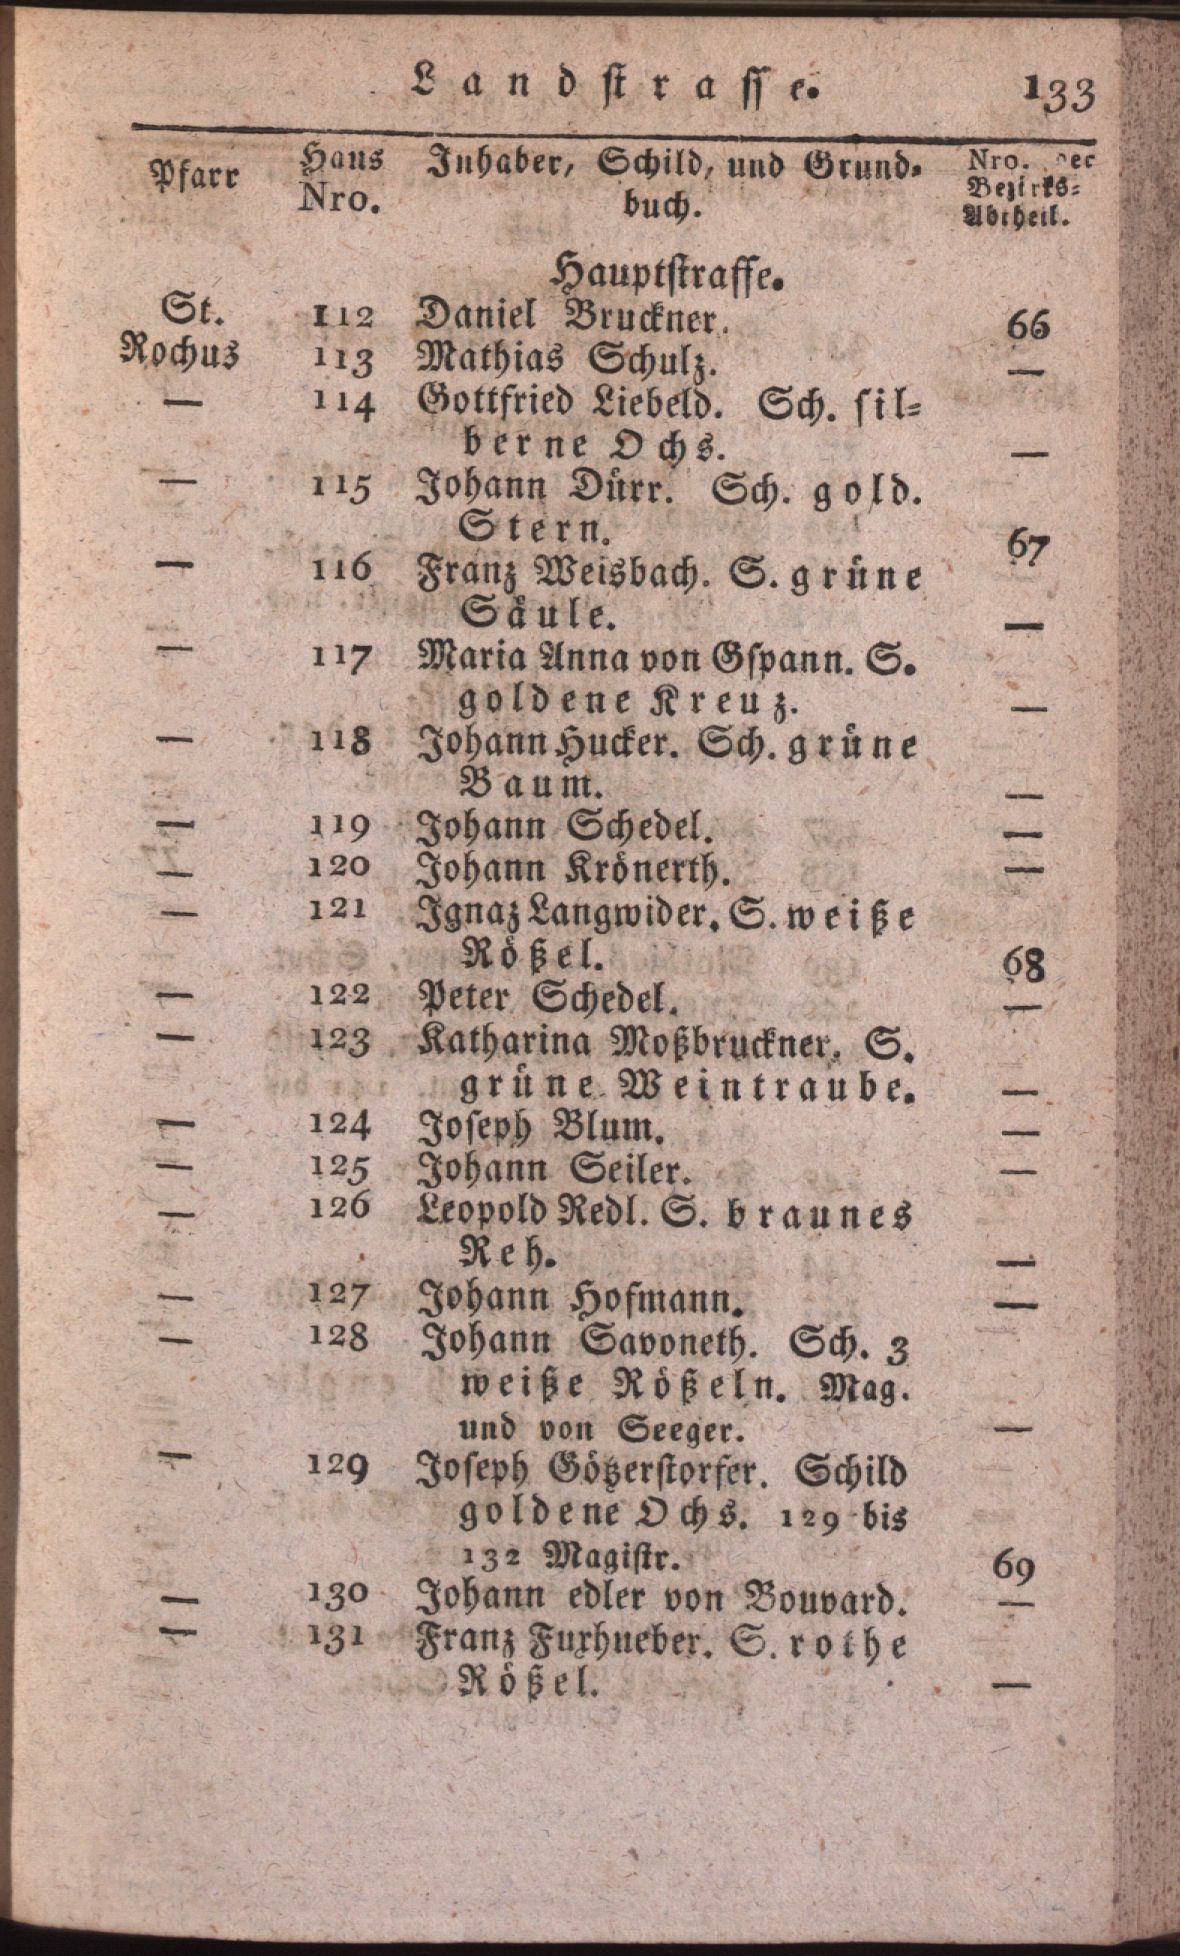 Landstrasse. 133
Pfarr Haus Nro. Inhaber, Schild, und Grund-buch. Nro. der Bezirks-Abtheil.
Hauptstrasse.
St. 112 Daniel Bruckner. 66
Rochus 113 Mathias Schulz. —
— 114 Gottfried Liebeld. Sch. sil-
berne Ochs. —
— 115 Johann Dürr. Sch. gold.
Stern. 67
— 116 Franz Weisbach. S. grüne
Säule. —
— 117 Maria Anna von Gspann. S.
goldene Kreuz. —
— 118 Johann Hucker. Sch. grüne
Baum. —
— 119 Johann Schedel. —
— 120 Johann Krönerth. —
— 121 Ignaz Langwider. S. weiße
Rößel. 68
— 122 Peter Schedel. —
— 123 Katharina Moßbruckner. S.
grüne Weintraube. —
— 124 Joseph Blum. —
— 125 Johann Seiler. —
— 126 Leopold Redl. S. braunes
Reh. —
— 127 Johann Hofmann. —
— 128 Johann Savoneth. Sch. 3
weiße Rößeln. Mag.
und von Seeger. —
— 129 Joseph Götzerstorfer. Schild
goldene Ochs. 129 bis
132 Magistr. 69
— 130 Johann edler von Bouvard. —
— 131 Franz Fuxhueber. S. rothe
Rößel. —